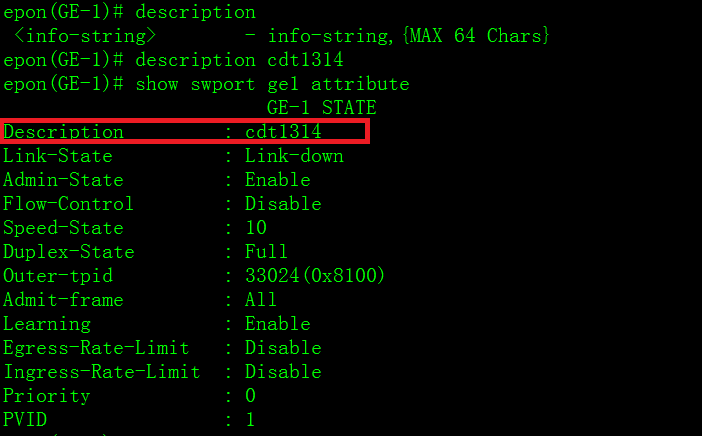 epon(GE-1)# description
<info-string> - info-string,{MAX 64 Chars}
epon(GE-1)# description cdt1314
epon(GE-1)# show swport ge1 attribute
GE-1 STATE
Description : cdt1314
Link-State : Link-down
Admin-State : Enable
Flow-Control : Disable
Speed-State : 10
Duplex-State : Full
Outer-tpid : 33024(0x8100)
Admit-frame : All
Learning : Enable
Egress-Rate-Limit : Disable
Ingress-Rate-Limit : Disable
Priority : 0
PVID : 1